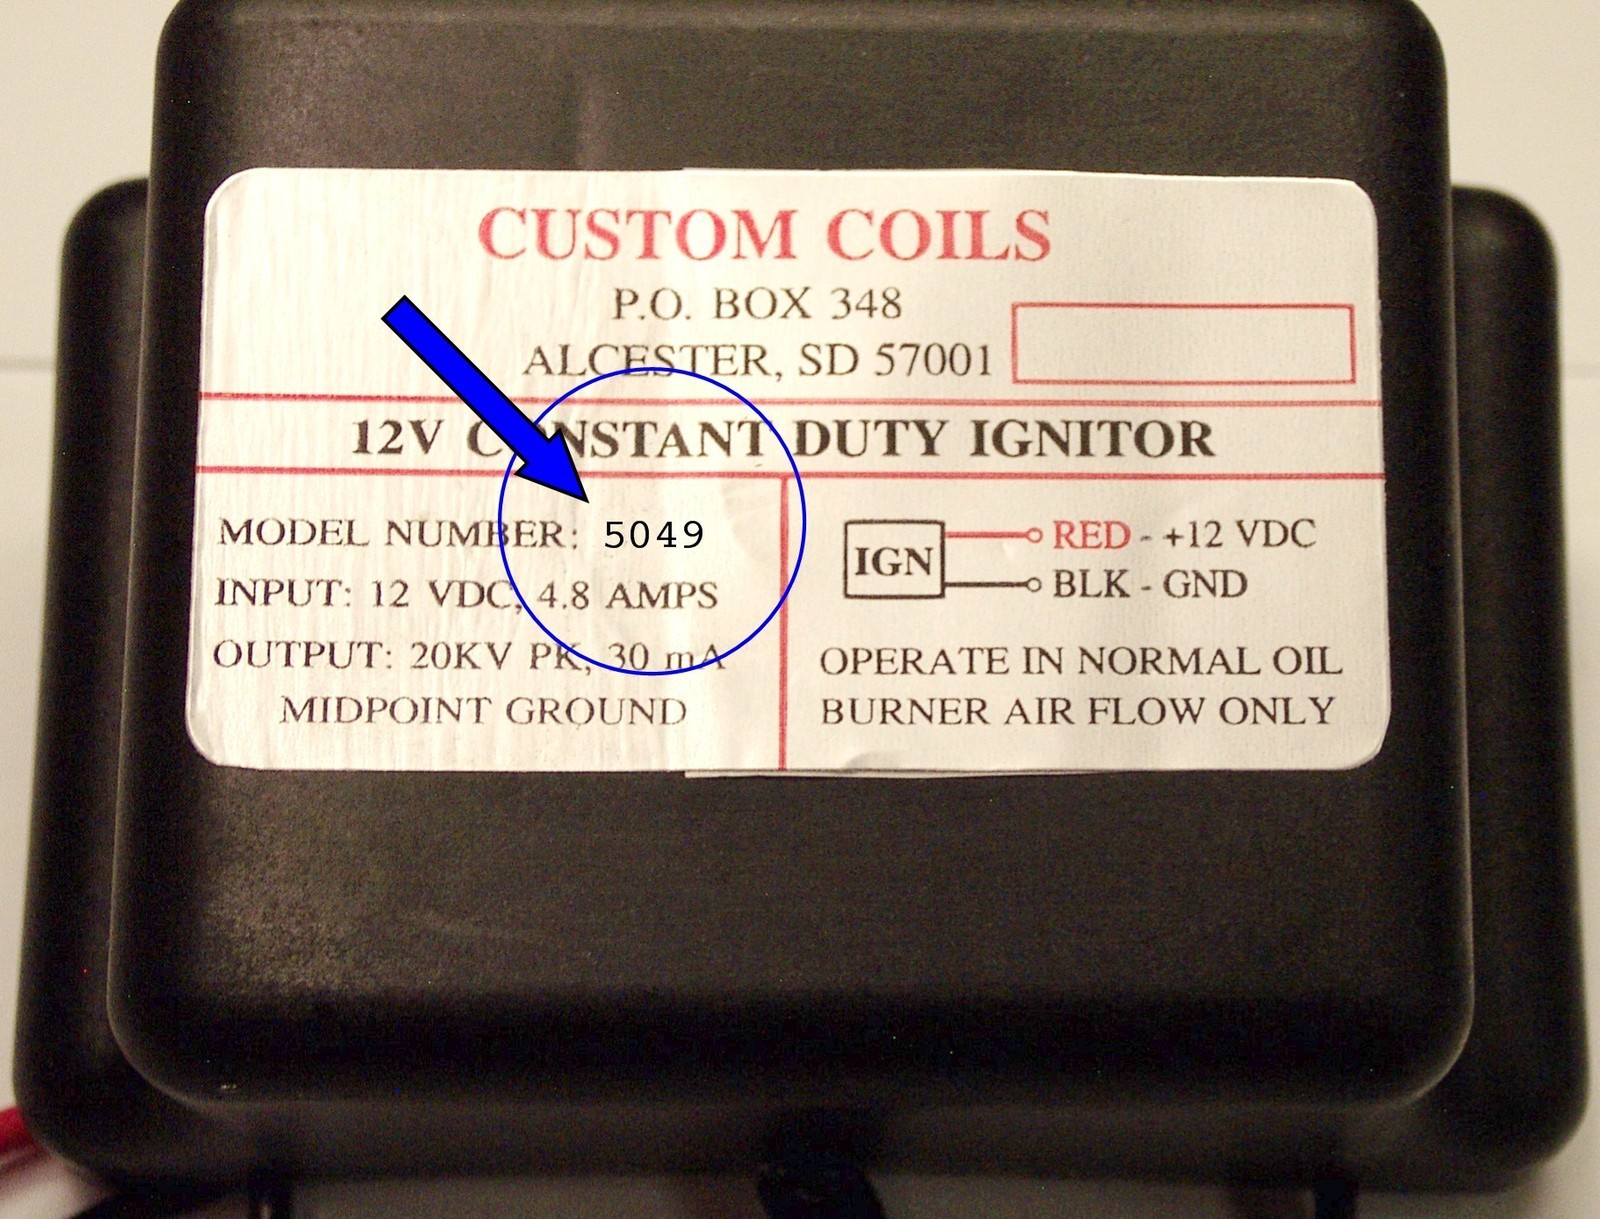 CUSTOM COILS
P.O. BOX 348
ALCESTER, SD 57001
12V CONSTANT DUTY IGNITOR
MODEL NUMBER: 5049
INPUT: 12 VDC, 4.8 AMPS
OUTPUT: 20KV PK, 30 mA
MIDPOINT GROUND
IGN
RED - +12 VDC
BLK - GND
OPERATE IN NORMAL OIL
BURNER AIR FLOW ONLY